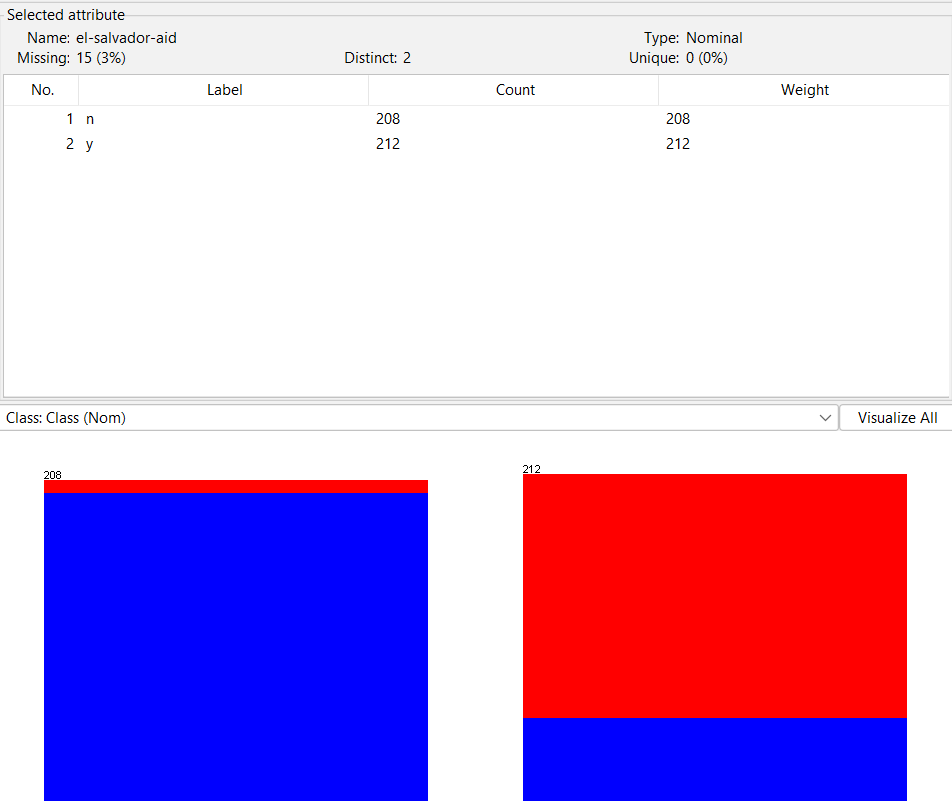 Selected attribute
Name: el-salvador-aid Type: Nominal
Missing: 15 (3%) Distinct: 2 Unique: 0 (0%)
No. Label Count Weight
1 n 208 208
2 y 212 212
Class: Class (Nom) Visualize All
208 212